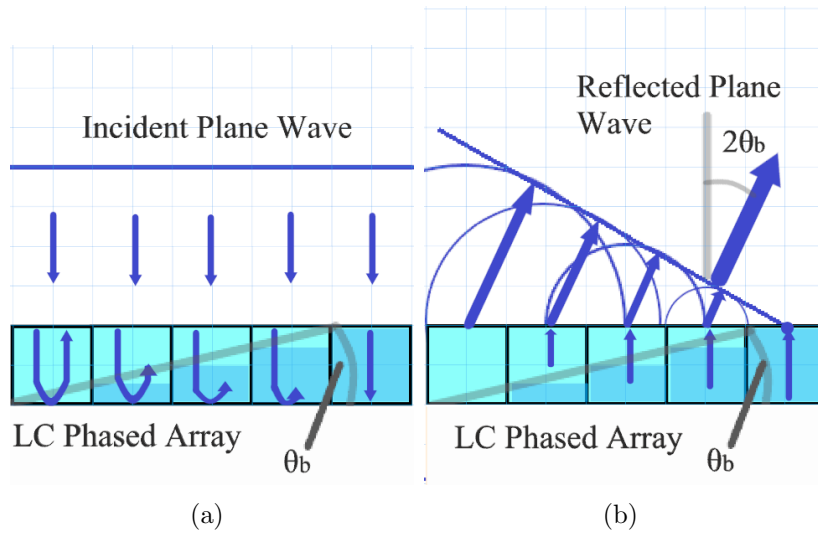 Incident Plane Wave
LC Phased Array
θb
(a)
Reflected Plane
Wave
2θb
LC Phased Array
θb
(b)